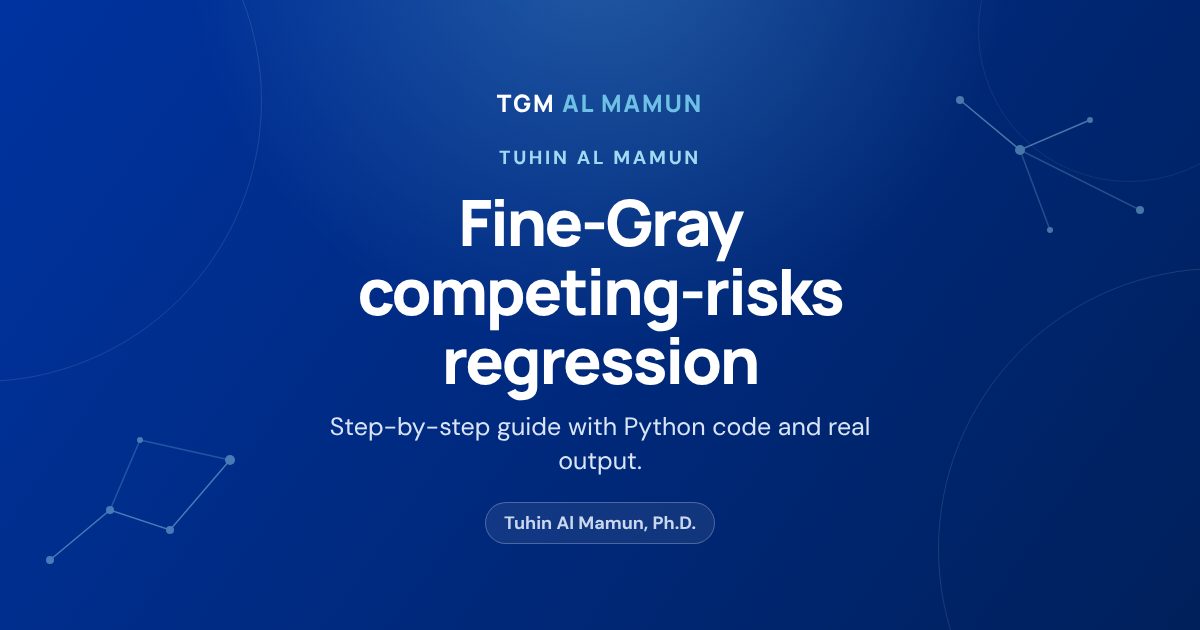 TGM AL MAMUN
TUHIN AL MAMUN
Fine-Gray
competing-risks
regression
Step-by-step guide with Python code and real
output.
Tuhin Al Mamun, Ph.D.